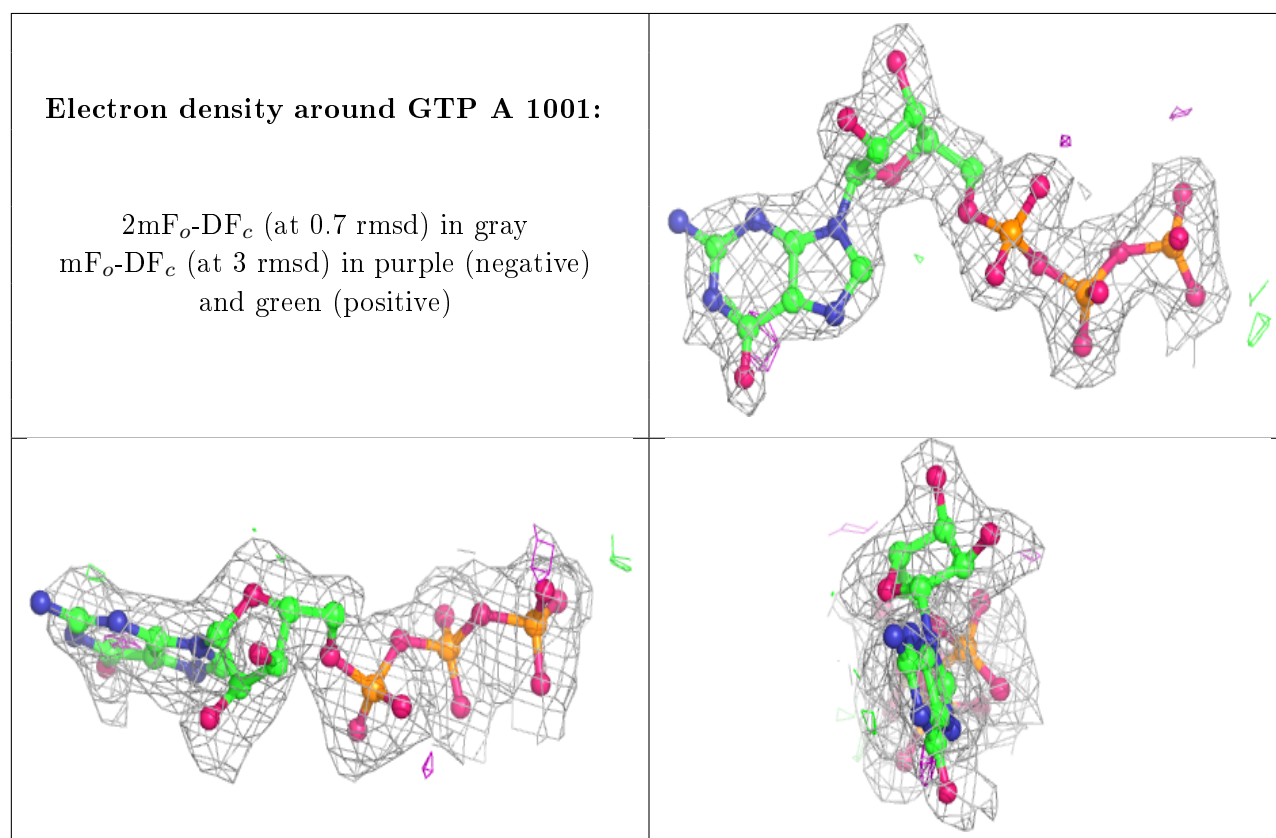 Electron density around GTP A 1001:
2mFₒ-DF𝑐 (at 0.7 rmsd) in gray
mFₒ-DF𝑐 (at 3 rmsd) in purple (negative)
and green (positive)